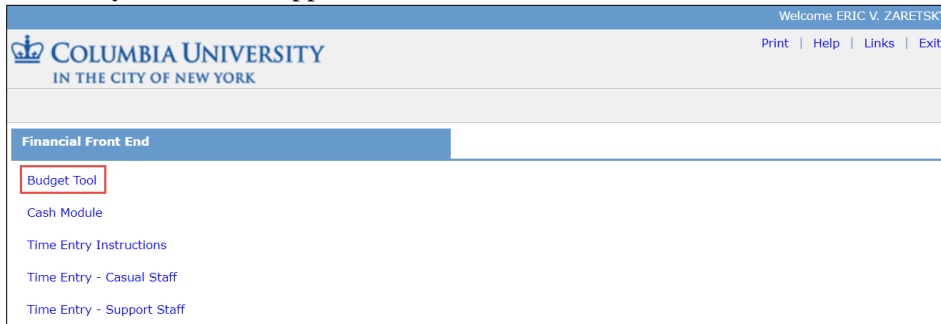 Welcome ERIC V. ZARETSKY
COLUMBIA UNIVERSITY
Print | Help | Links | Exit
IN THE CITY OF NEW YORK
Financial Front End
Budget Tool
Cash Module
Time Entry Instructions
Time Entry - Casual Staff
Time Entry - Support Staff